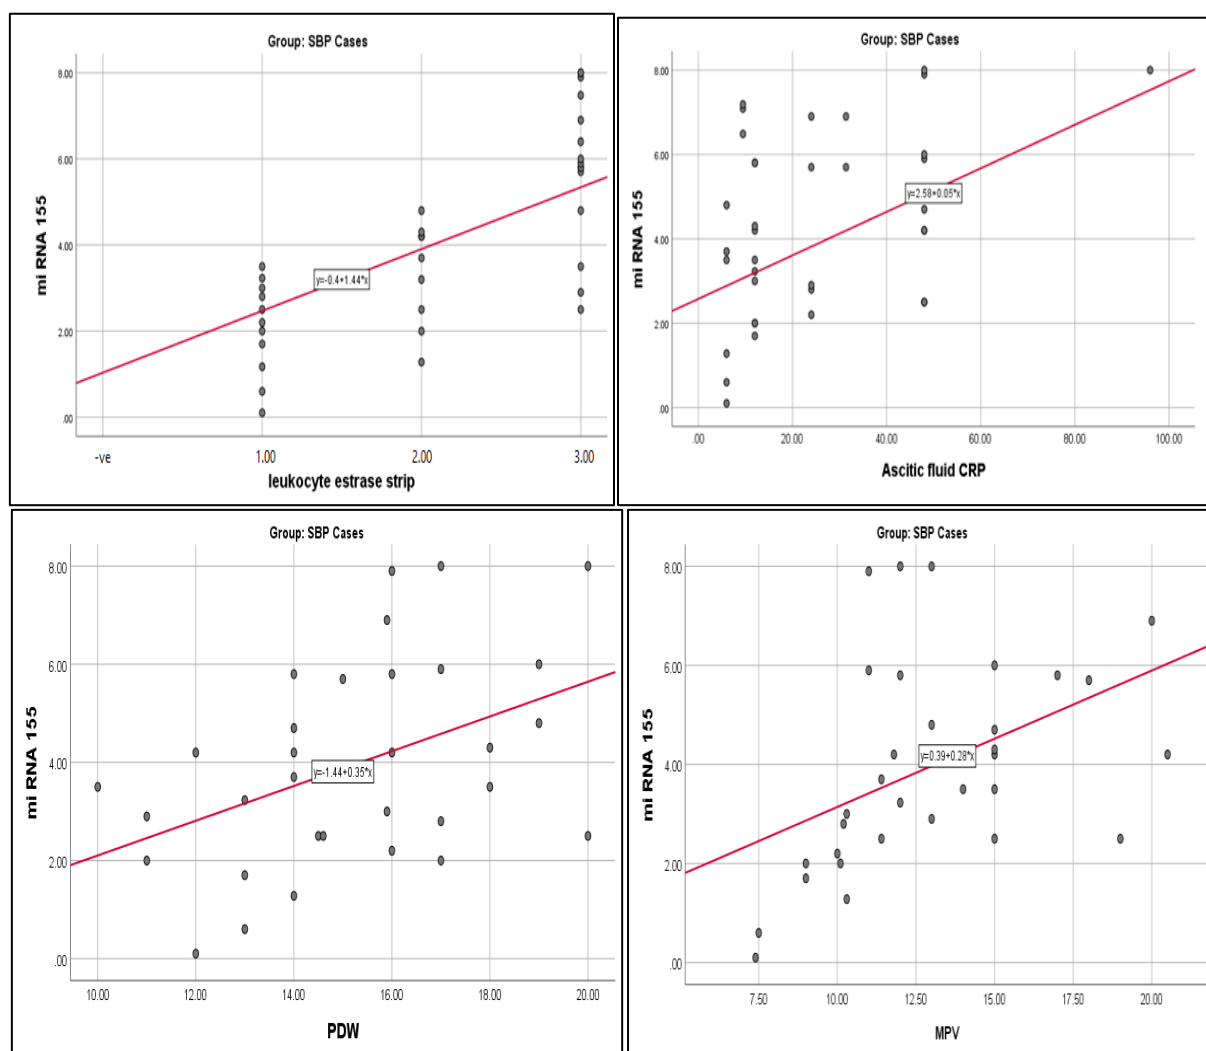 Group: SBP Cases
mi RNA 155
8.00
6.00
4.00
2.00
.00
y=-0.4+1.44*x
-ve 1.00 2.00 3.00
leukocyte estrase strip
Group: SBP Cases
mi RNA 155
8.00
6.00
4.00
2.00
.00
y=2.58+0.05*x
.00 20.00 40.00 60.00 80.00 100.00
Ascitic fluid CRP
Group: SBP Cases
mi RNA 155
8.00
6.00
4.00
2.00
.00
y=-1.44+0.35*x
10.00 12.00 14.00 16.00 18.00 20.00
PDW
Group: SBP Cases
mi RNA 155
8.00
6.00
4.00
2.00
.00
y=0.39+0.28*x
7.50 10.00 12.50 15.00 17.50 20.00
MPV